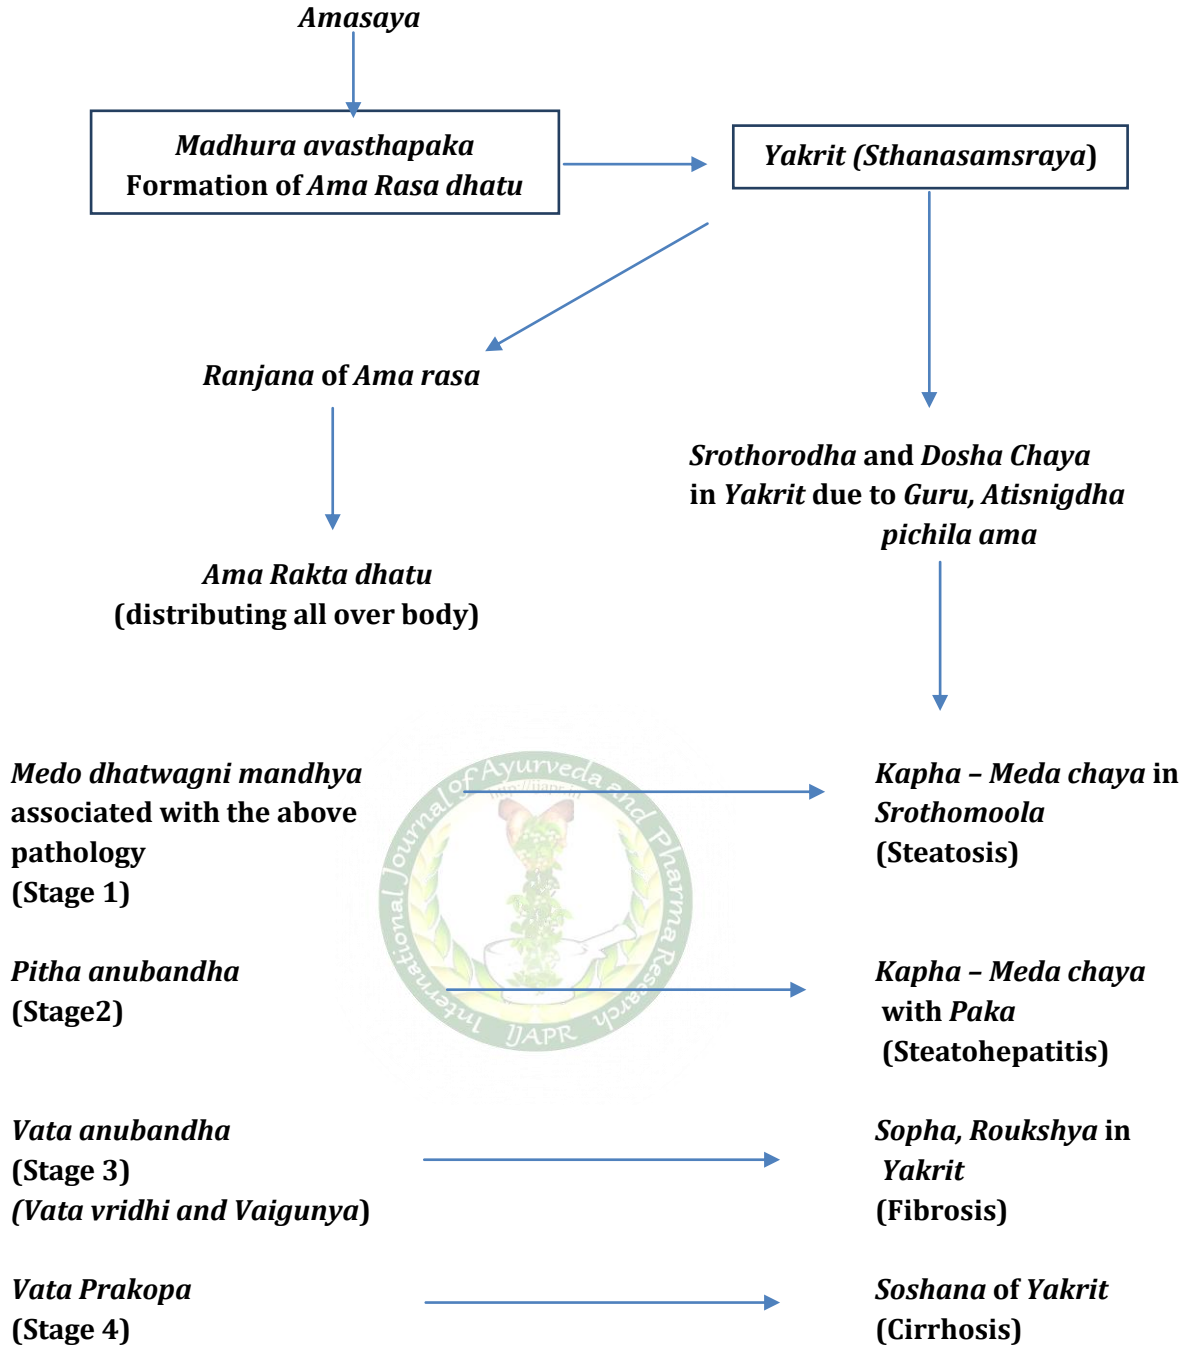 Amasaya
Madhura avasthapaka
Formation of Ama Rasa dhatu
Yakrit (Sthanasamsraya)
Ranjana of Ama rasa
Srothorodha and Dosha Chaya
in Yakrit due to Guru, Atisnigdha
pichila ama
Ama Rakta dhatu
(distributing all over body)
Medo dhatwagni mandhya
associated with the above
pathology
(Stage 1)
Kapha – Meda chaya in
Srothomoola
(Steatosis)
Pitha anubandha
(Stage2)
Kapha – Meda chaya
with Paka
(Steatohepatitis)
Vata anubandha
(Stage 3)
(Vata vridhi and Vaigunya)
Sopha, Roukshya in
Yakrit
(Fibrosis)
Vata Prakopa
(Stage 4)
Soshana of Yakrit
(Cirrhosis)
International Journal of Ayurveda and Pharma Research
http://ijapr.in
IJAPR